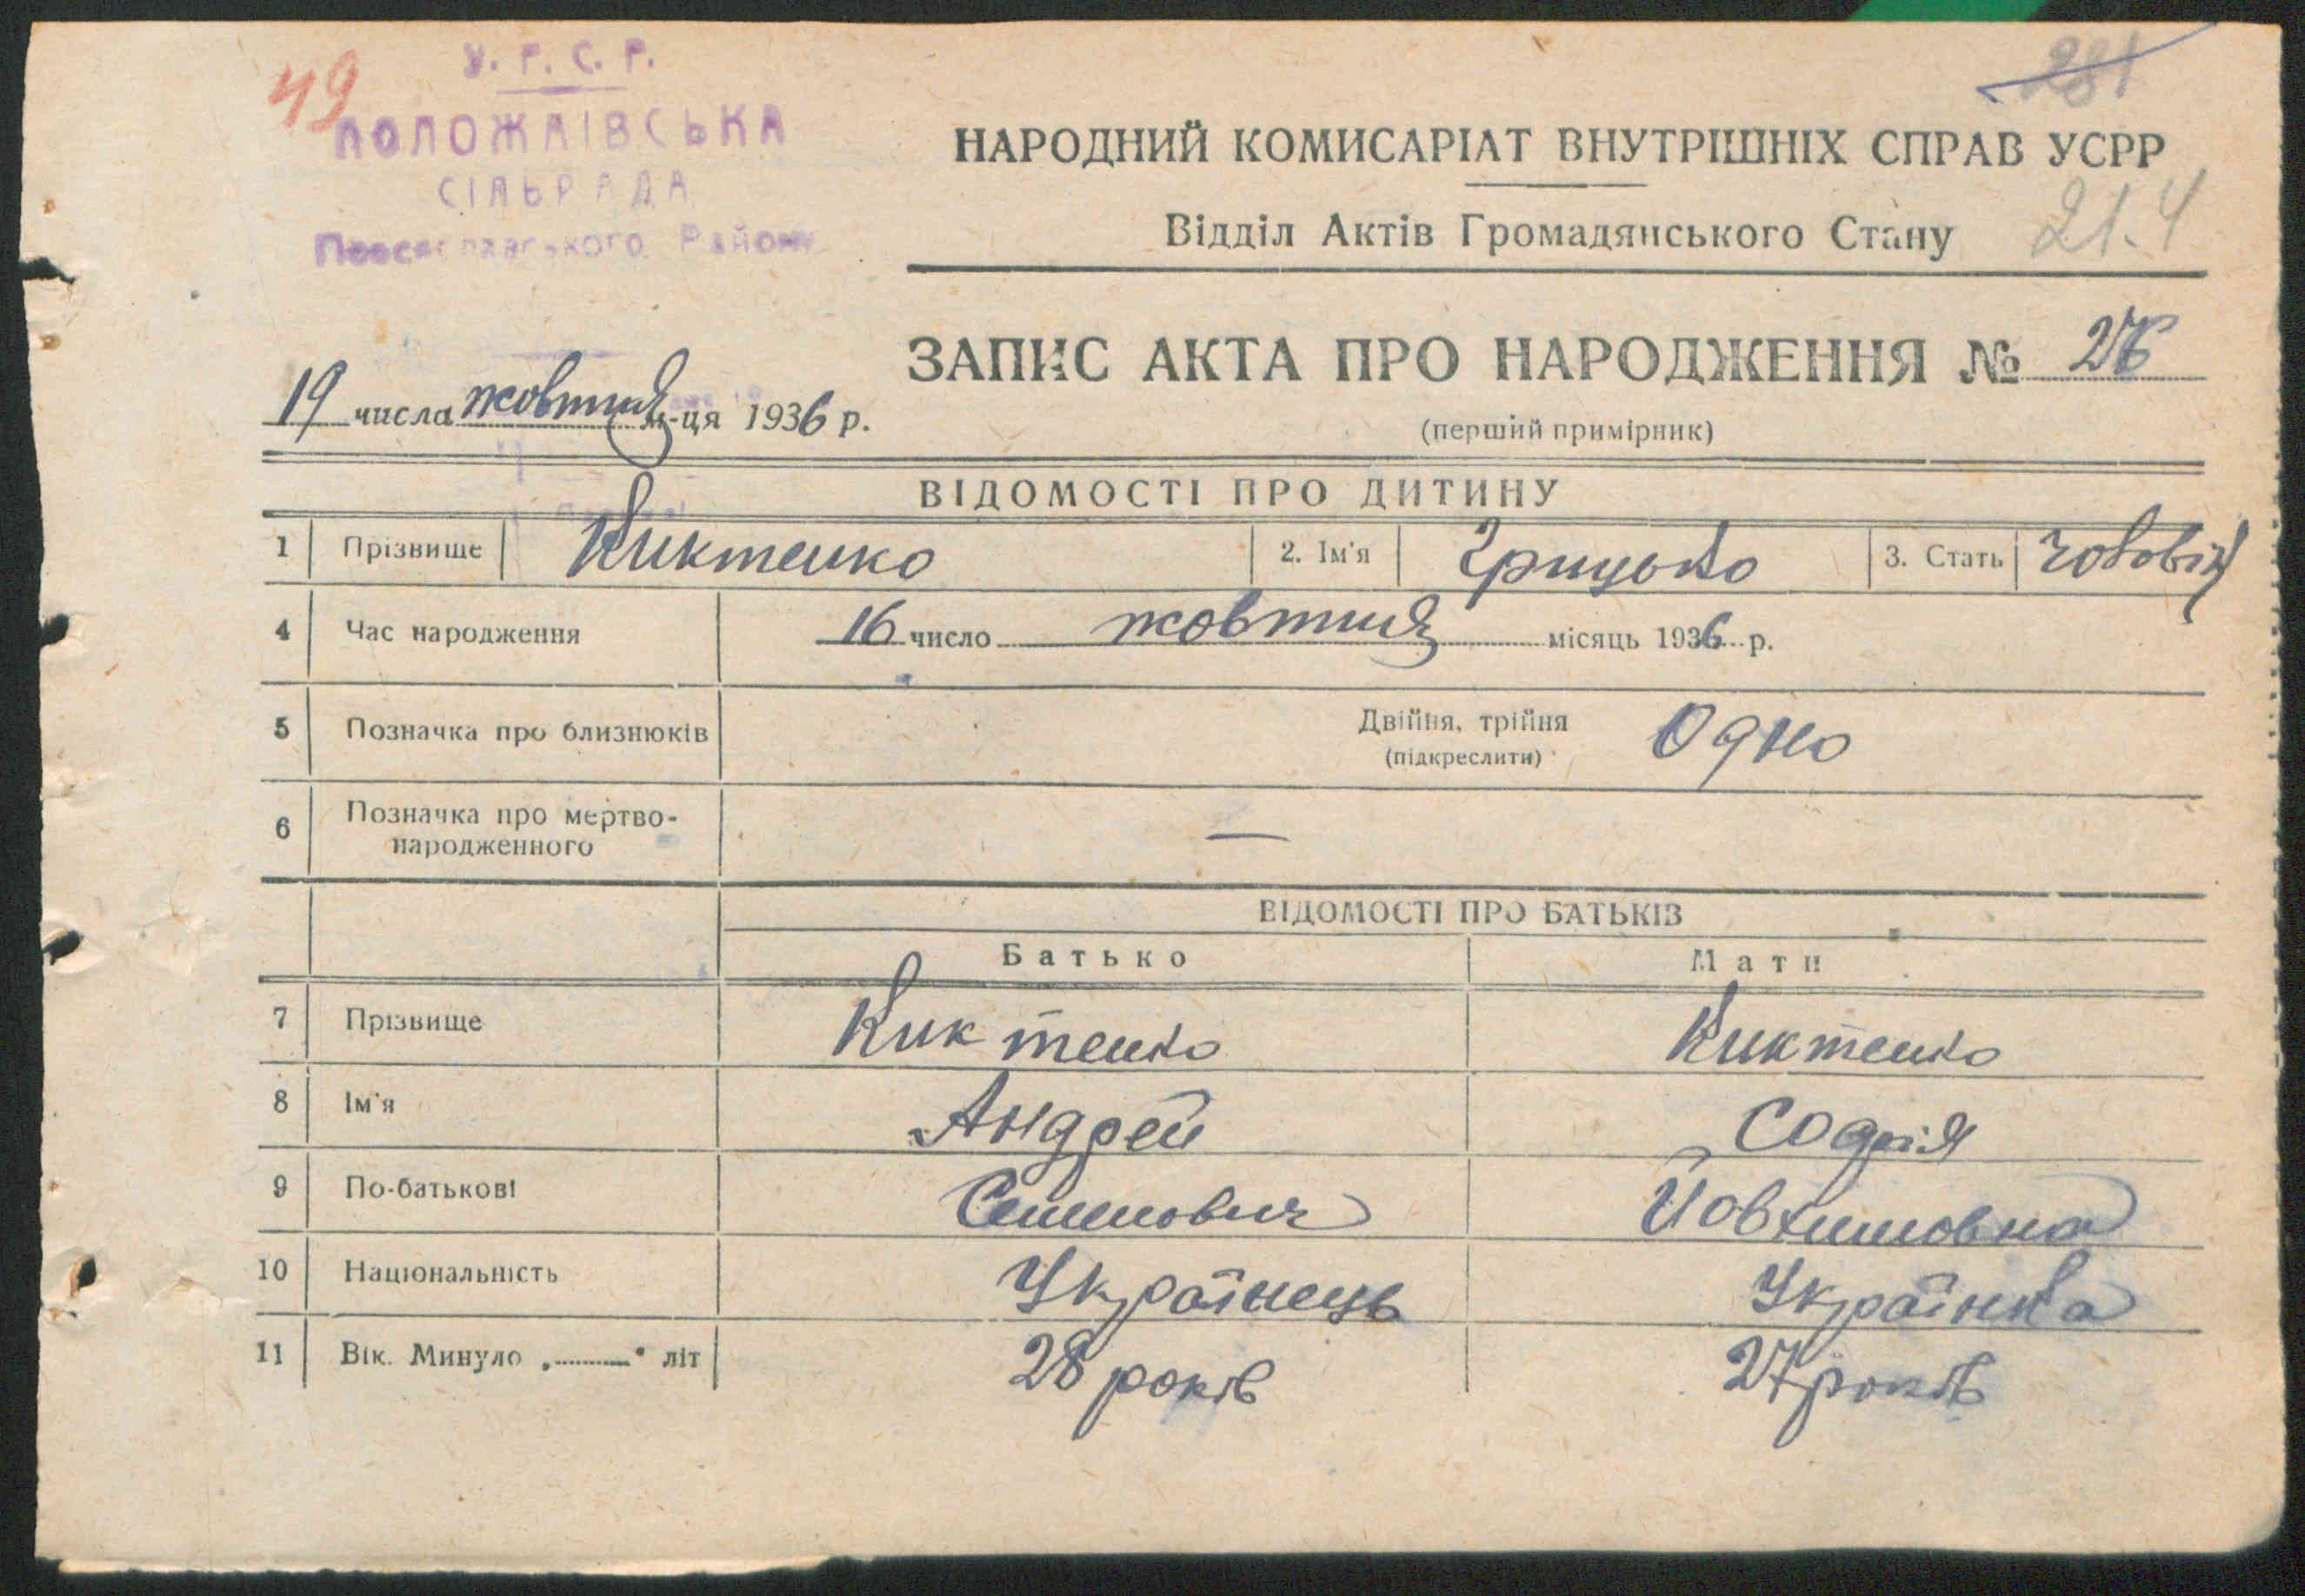 49
У. Р. С. Р.
ПОЛОЖАІВСЬКА
СІЛЬРАДА
Району
281
НАРОДНИЙ КОМИСАРІАТ ВНУТРІШНІХ СПРАВ УСРР
Відділ Актів Громадянського Стану
21.4
ЗАПИС АКТА ПРО НАРОДЖЕННЯ №
(перший примірник)
19 числа жовтня м-ця 1936 р.
ВІДОМОСТІ ПРО ДИТИНУ
1 Прізвище Киктенко 2. Ім'я Грицько 3. Стать
4 Час народження 16 число жовтня місяць 1936 р.
5 Позначка про близнюків Двійня, трійня Одно
(підкреслити)
6 Позначка про мертво-
народженного —
ВІДОМОСТІ ПРО БАТЬКІВ
Батько Мати
7 Прізвище Киктенко Киктенко
8 Ім'я Андрей Софія
9 По-батькові Семенович Йовхимовна
10 Національність Українець Українка
11 Вік. Минуло „ “ літ 28 років 27 років